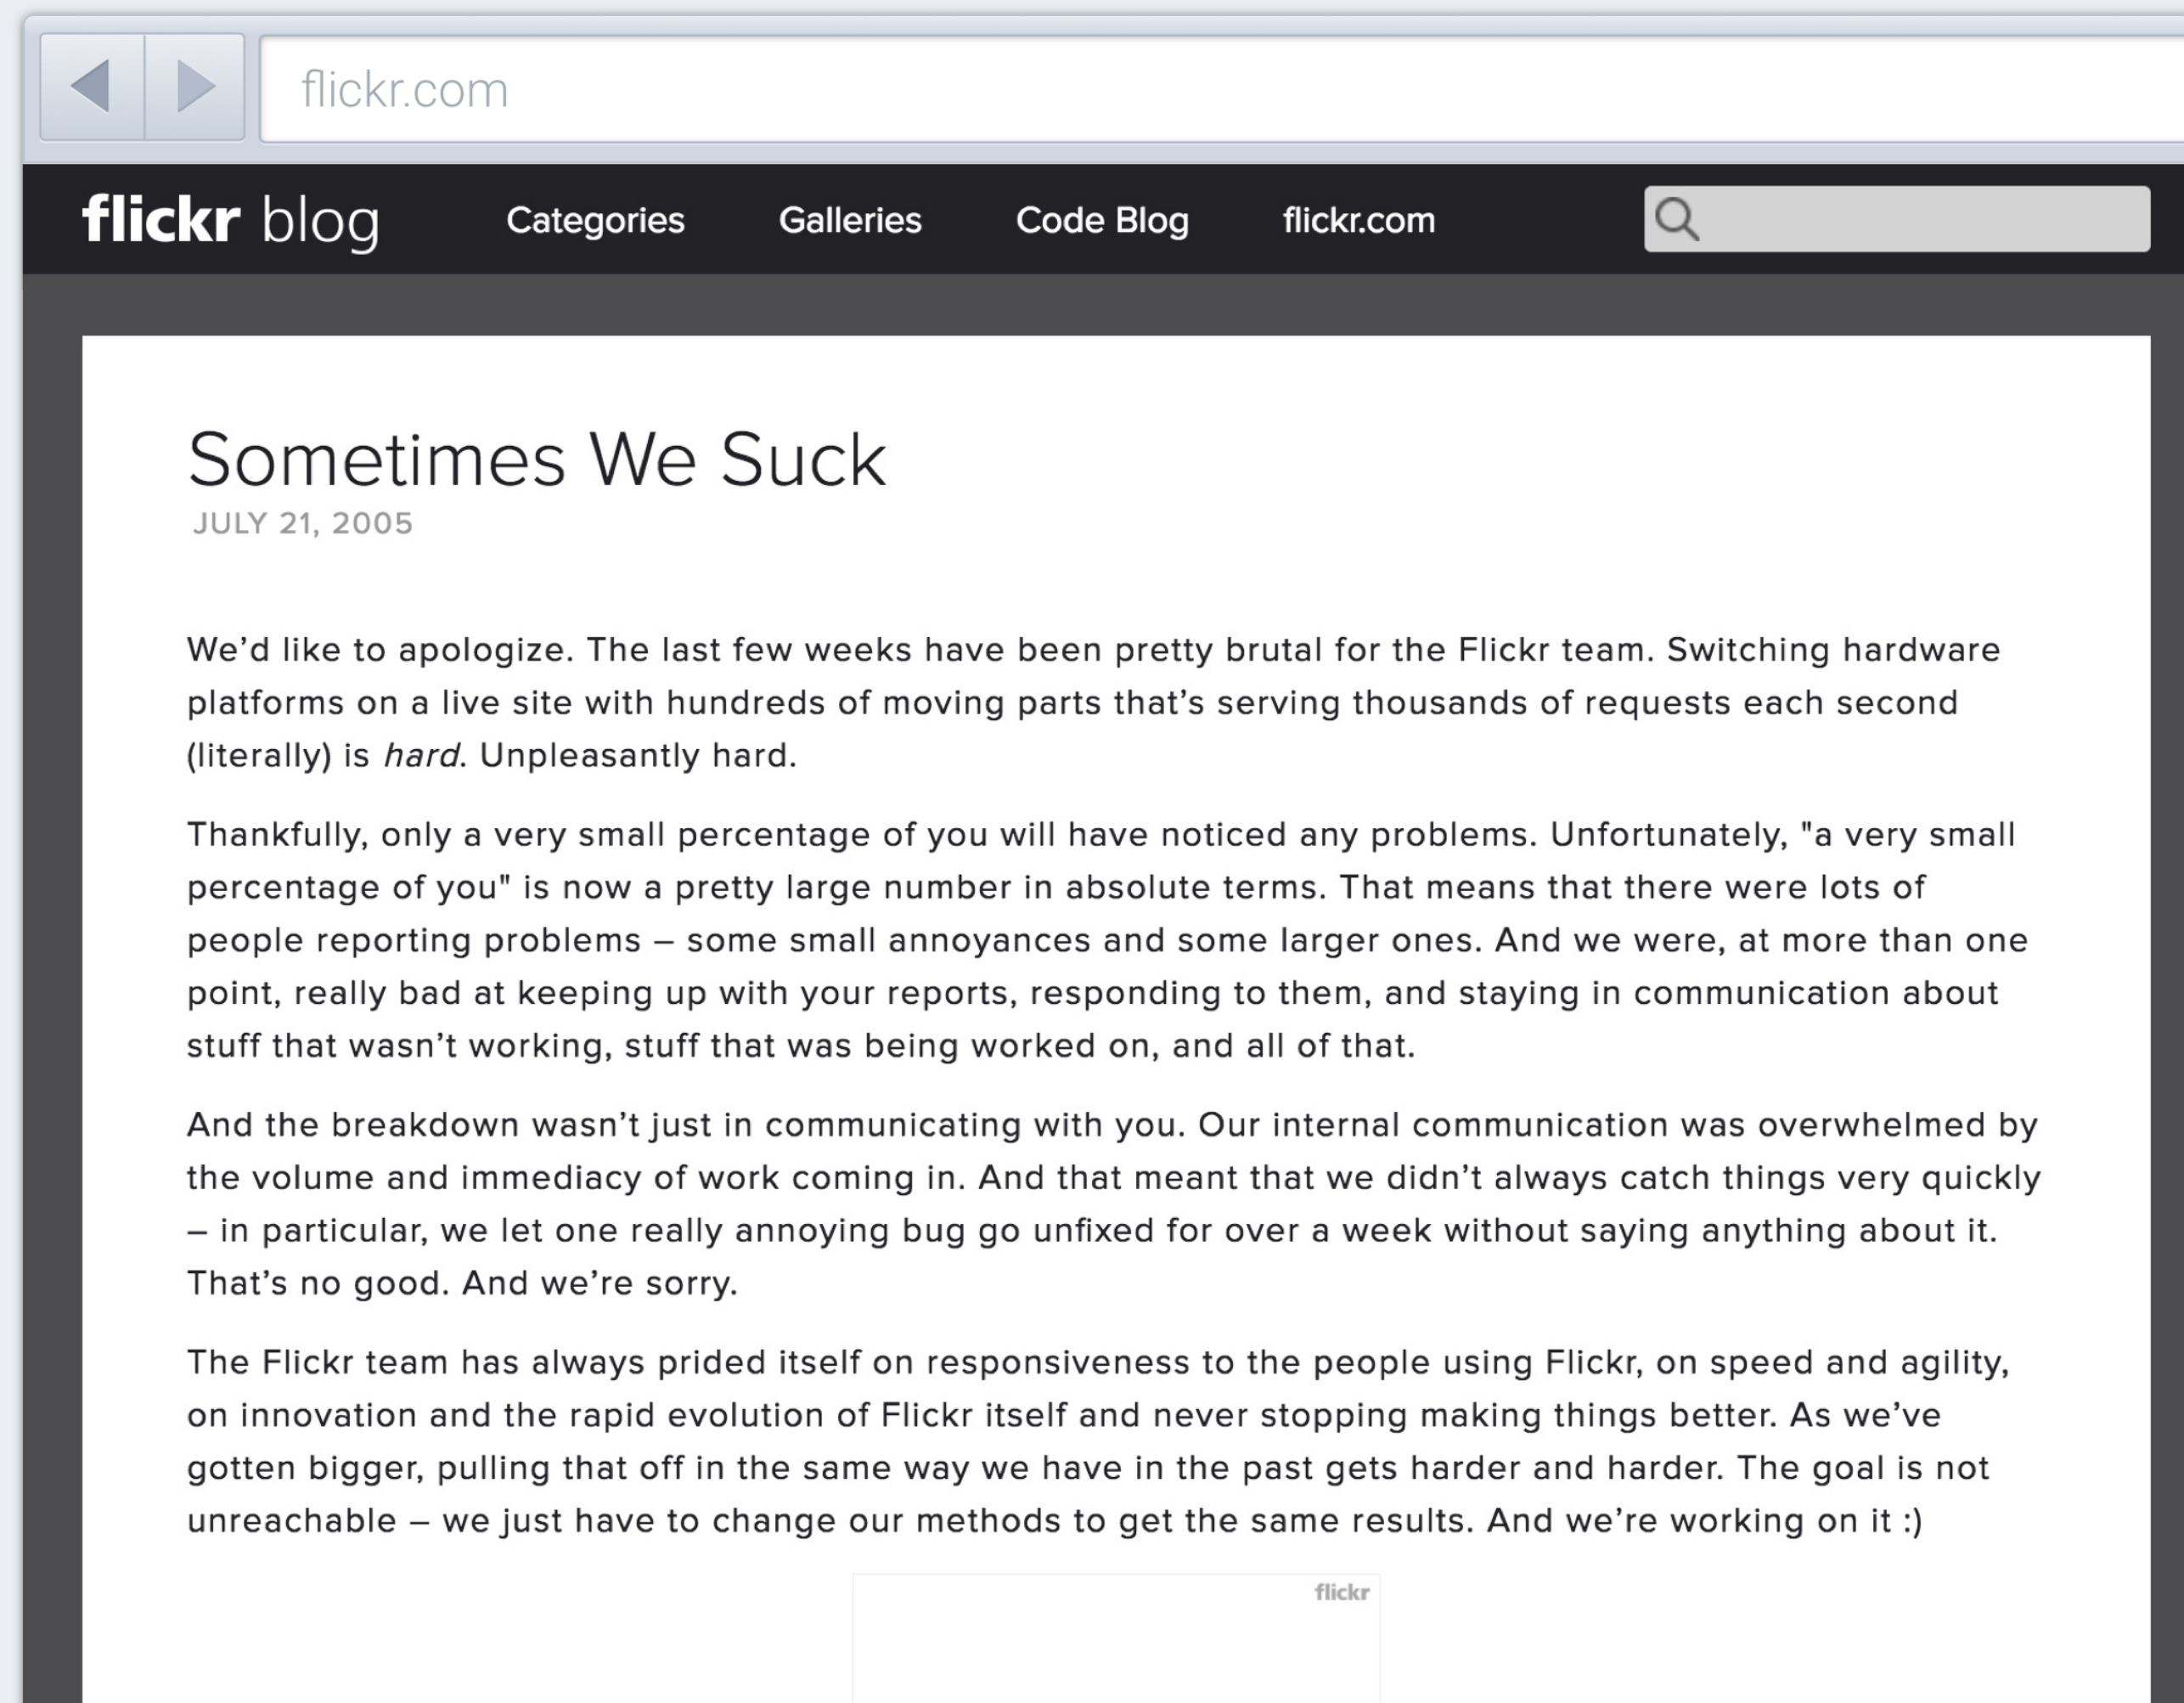 flickr.com
flickr blog Categories Galleries Code Blog flickr.com
Sometimes We Suck
JULY 21, 2005
We’d like to apologize. The last few weeks have been pretty brutal for the Flickr team. Switching hardware
platforms on a live site with hundreds of moving parts that’s serving thousands of requests each second
(literally) is hard. Unpleasantly hard.
Thankfully, only a very small percentage of you will have noticed any problems. Unfortunately, "a very small
percentage of you" is now a pretty large number in absolute terms. That means that there were lots of
people reporting problems – some small annoyances and some larger ones. And we were, at more than one
point, really bad at keeping up with your reports, responding to them, and staying in communication about
stuff that wasn’t working, stuff that was being worked on, and all of that.
And the breakdown wasn’t just in communicating with you. Our internal communication was overwhelmed by
the volume and immediacy of work coming in. And that meant that we didn’t always catch things very quickly
– in particular, we let one really annoying bug go unfixed for over a week without saying anything about it.
That’s no good. And we’re sorry.
The Flickr team has always prided itself on responsiveness to the people using Flickr, on speed and agility,
on innovation and the rapid evolution of Flickr itself and never stopping making things better. As we’ve
gotten bigger, pulling that off in the same way we have in the past gets harder and harder. The goal is not
unreachable – we just have to change our methods to get the same results. And we’re working on it :)
flickr